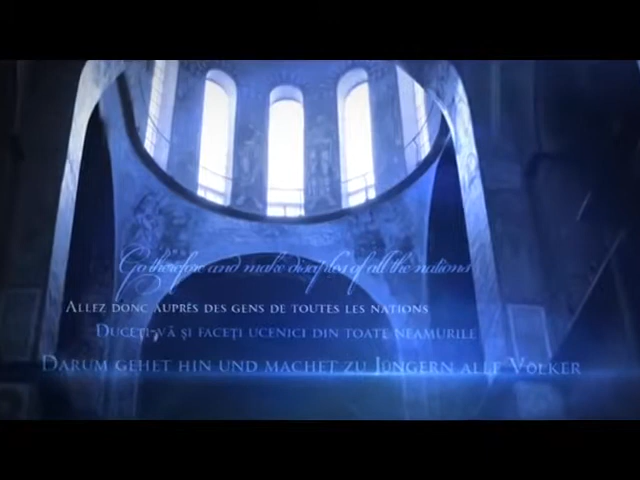 Go therefore and make disciples of all the nations
ALLEZ DONC AUPRÈS DES GENS DE TOUTES LES NATIONS
DUCEȚI-VĂ ȘI FACEȚI UCENICI DIN TOATE NEAMURILE
DARUM GEHET HIN UND MACHET ZU JÜNGERN ALLE VÖLKER